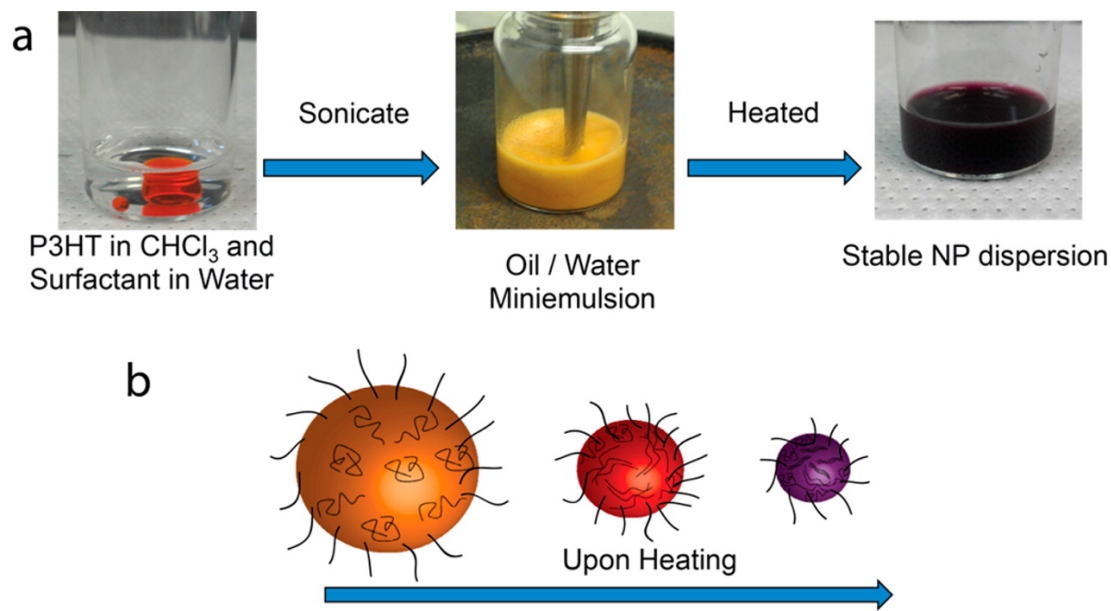 a
Sonicate
Heated
P3HT in CHCl₃ and
Surfactant in Water
Oil / Water
Miniemulsion
Stable NP dispersion
b
Upon Heating